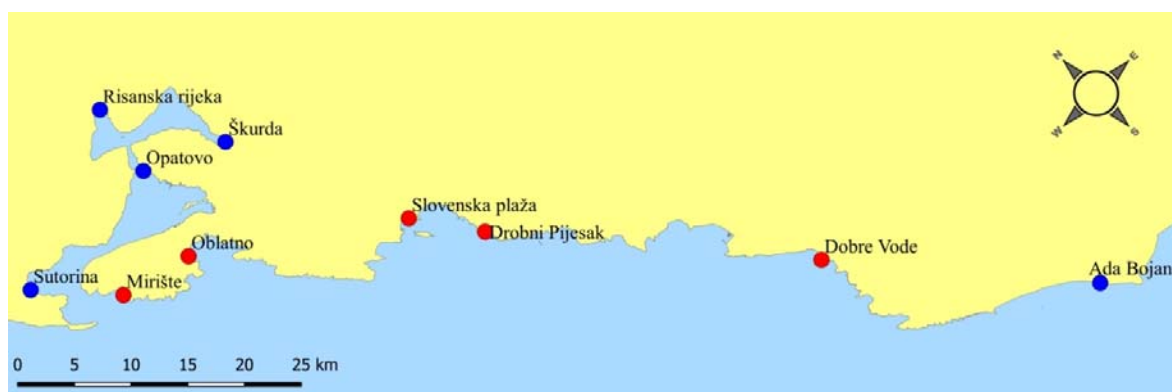 N
E
Risanska rijeka
Škurda
Opatovo
W
S
Slovenska plaža
Drobni Pijesak
Oblatno
Dobre Vode
Sutorina
Mirište
Ada Bojan
0 5 10 15 20 25 km